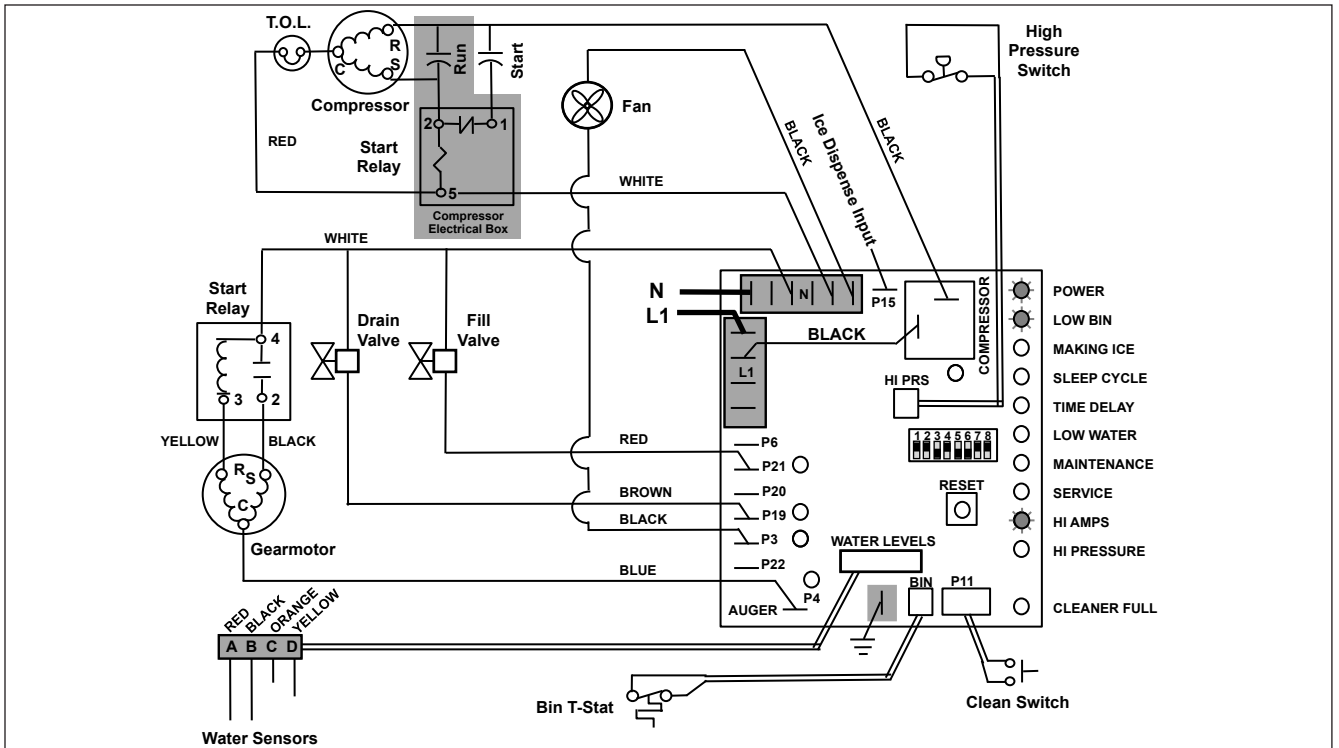 T.O.L.
R
S
C
Compressor
Run
Start
2
1
Start
Relay
5
Compressor
Electrical Box
RED
Fan
BLACK
Ice Dispense Input
BLACK
High
Pressure
Switch
WHITE
WHITE
Start
Relay
4
3
2
Drain
Valve
Fill
Valve
YELLOW
BLACK
R
S
C
Gearmotor
N
L1
N
P15
COMPRESSOR
BLACK
L1
HI PRS
1 2 3 4 5 6 7 8
RESET
RED
BROWN
BLACK
BLUE
P6
P21
P20
P19
P3
P22
P4
AUGER
WATER LEVELS
BIN
P11
POWER
LOW BIN
MAKING ICE
SLEEP CYCLE
TIME DELAY
LOW WATER
MAINTENANCE
SERVICE
HI AMPS
HI PRESSURE
CLEANER FULL
RED
BLACK
ORANGE
YELLOW
A B C D
Water Sensors
Bin T-Stat
Clean Switch